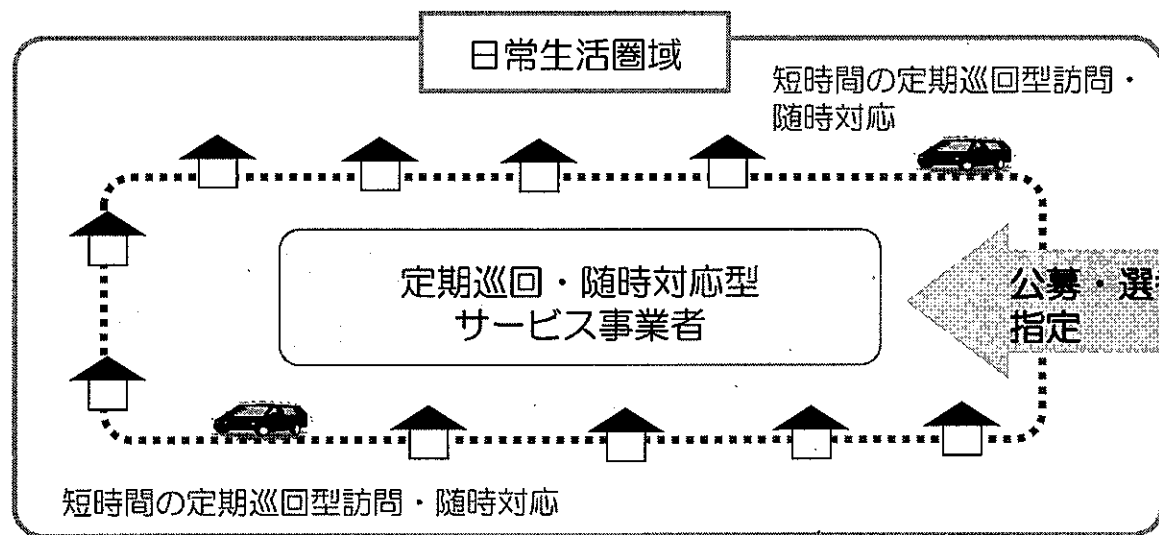 日常生活圏域
短時間の定期巡回型訪問・
随時対応
定期巡回・随時対応型
サービス事業者
公募・選
指定
短時間の定期巡回型訪問・随時対応